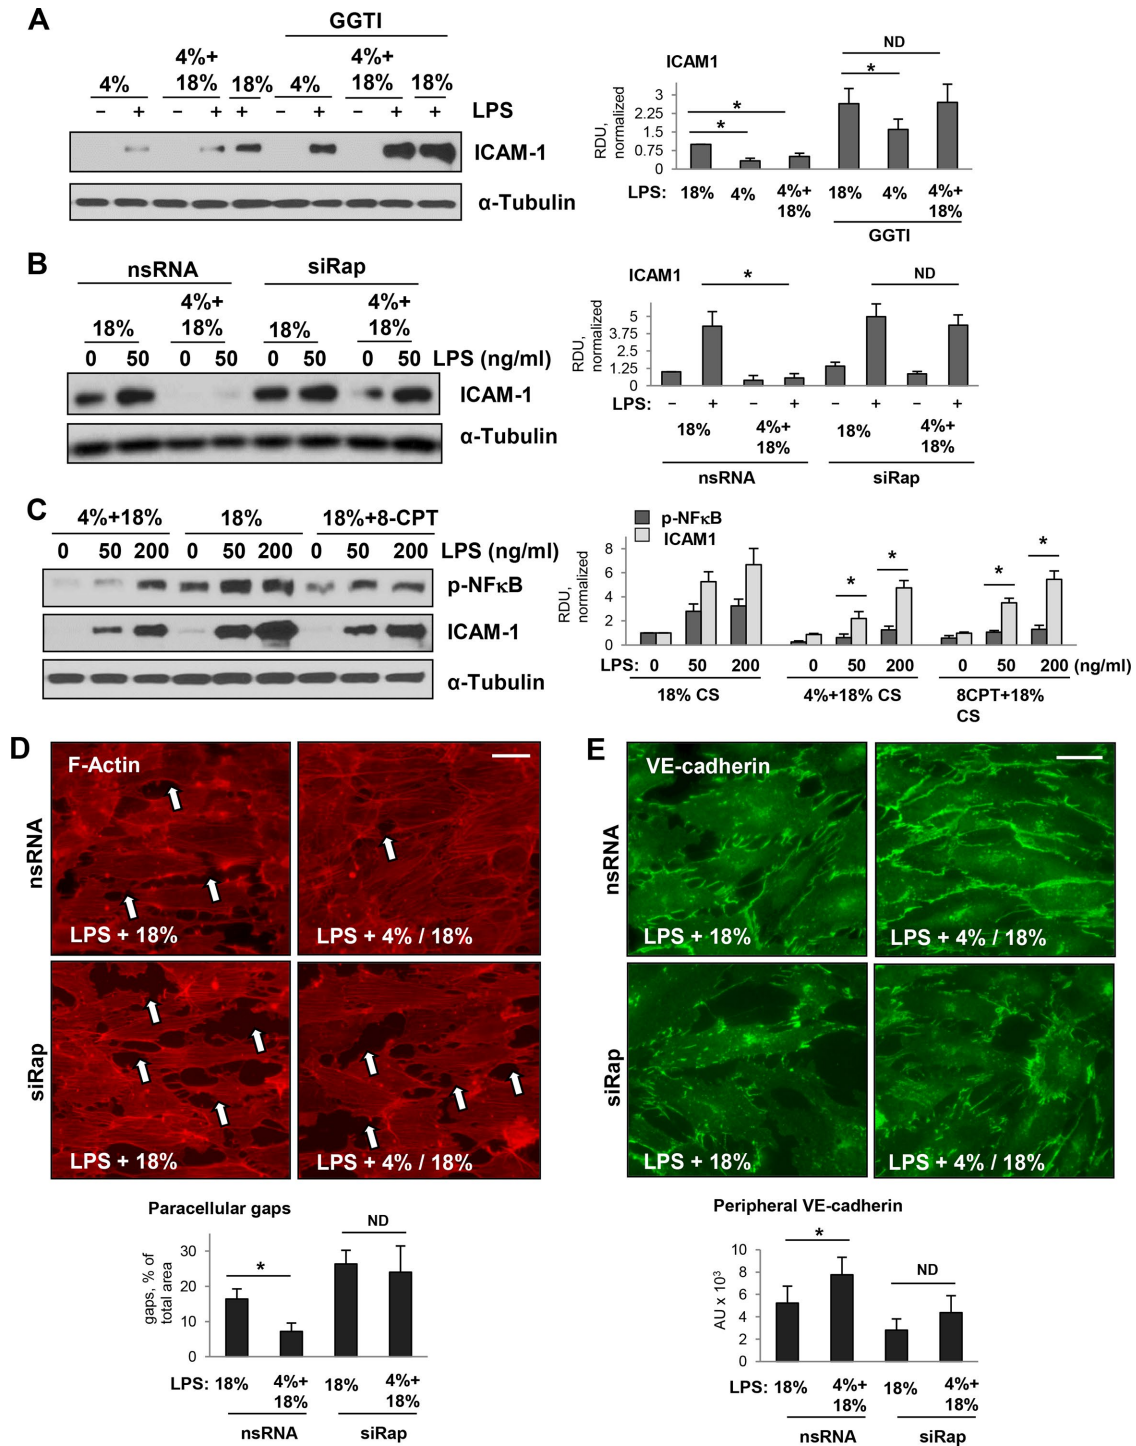 A
GGTI
4%+
4% 18% 18% 4% 18% 18%
4%+
− + − + + − + − + + LPS
ICAM-1
α-Tubulin
ICAM1
RDU,
normalized
3
2.25
1.5
0.75
0
* * * ND
LPS: 18% 4% 4%+
18%
18% 4% 4%+
18%
GGTI
B
nsRNA siRap
4%+ 4%+
18% 18% 18% 18%
0 50 0 50 0 50 0 50 LPS (ng/ml)
ICAM-1
α-Tubulin
ICAM1
RDU,
normalized
5
3.75
2.5
1.25
0
* ND
LPS: − + − + − + − +
18% 4%+
18%
18% 4%+
18%
nsRNA siRap
C
4%+18% 18% 18%+8-CPT
0 50 200 0 50 200 0 50 200 LPS (ng/ml)
p-NFκB
ICAM-1
α-Tubulin
p-NFκB
ICAM1
RDU,
normalized
8
6
4
2
0
* * * *
LPS: 0 50 200 0 50 200 0 50 200 (ng/ml)
18% CS 4%+18% CS 8CPT+18%
CS
D
F-Actin
nsRNA
LPS + 18% LPS + 4% / 18%
siRap
LPS + 18% LPS + 4% / 18%
Paracellular gaps
gaps, % of
total area
30
20
10
0
* ND
LPS: 18% 4%+
18%
18% 4%+
18%
nsRNA siRap
E
VE-cadherin
nsRNA
LPS + 18% LPS + 4% / 18%
siRap
LPS + 18% LPS + 4% / 18%
Peripheral VE-cadherin
AU x 10³
10
8
6
4
2
0
* ND
LPS: 18% 4%+
18%
18% 4%+
18%
nsRNA siRap